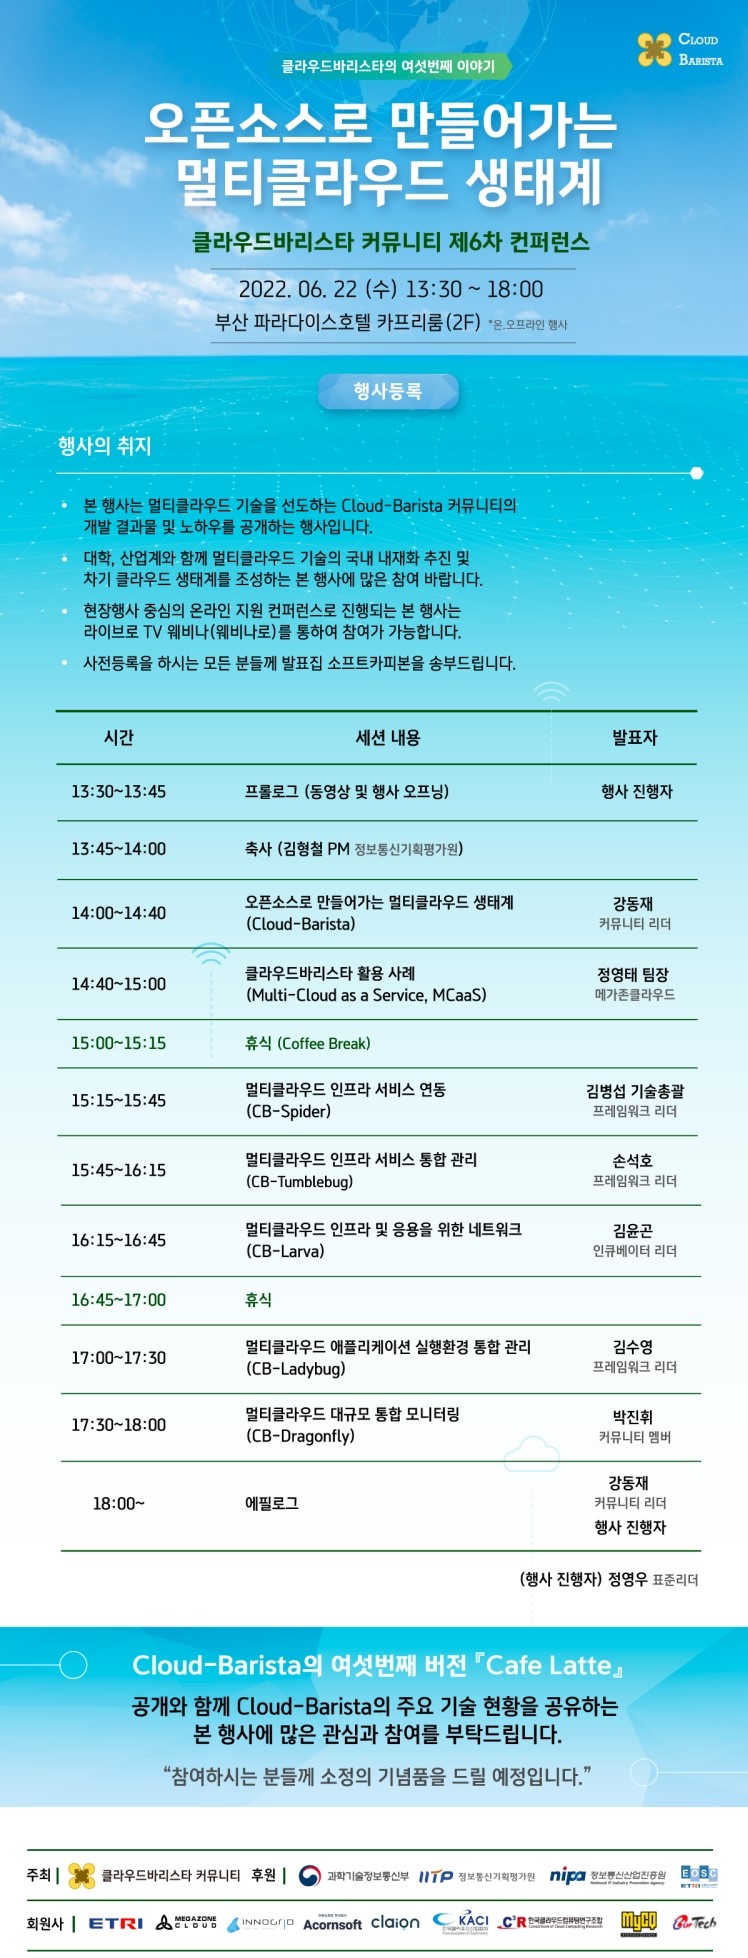 CLOUD
BARISTA
클라우드바리스타의 여섯번째 이야기
오픈소스로 만들어가는
멀티클라우드 생태계
클라우드바리스타 커뮤니티 제6차 컨퍼런스
2022. 06. 22 (수) 13:30 ~ 18:00
부산 파라다이스호텔 카프리룸(2F) *온.오프라인 행사
행사등록
행사의 취지
• 본 행사는 멀티클라우드 기술을 선도하는 Cloud-Barista 커뮤니티의
개발 결과물 및 노하우를 공개하는 행사입니다.
• 대학, 산업계와 함께 멀티클라우드 기술의 국내 내재화 추진 및
차기 클라우드 생태계를 조성하는 본 행사에 많은 참여 바랍니다.
• 현장행사 중심의 온라인 지원 컨퍼런스로 진행되는 본 행사는
라이브로 TV 웨비나(웨비나로)를 통하여 참여가 가능합니다.
• 사전등록을 하시는 모든 분들께 발표집 소프트카피본을 송부드립니다.
시간 세션 내용 발표자
13:30~13:45 프롤로그 (동영상 및 행사 오프닝) 행사 진행자
13:45~14:00 축사 (김형철 PM 정보통신기획평가원)
14:00~14:40 오픈소스로 만들어가는 멀티클라우드 생태계
(Cloud-Barista)
강동재
커뮤니티 리더
14:40~15:00 클라우드바리스타 활용 사례
(Multi-Cloud as a Service, MCaaS)
정영태 팀장
메가존클라우드
15:00~15:15 휴식 (Coffee Break)
15:15~15:45 멀티클라우드 인프라 서비스 연동
(CB-Spider)
김병섭 기술총괄
프레임워크 리더
15:45~16:15 멀티클라우드 인프라 서비스 통합 관리
(CB-Tumblebug)
손석호
프레임워크 리더
16:15~16:45 멀티클라우드 인프라 및 응용을 위한 네트워크
(CB-Larva)
김윤곤
인큐베이터 리더
16:45~17:00 휴식
17:00~17:30 멀티클라우드 애플리케이션 실행환경 통합 관리
(CB-Ladybug)
김수영
프레임워크 리더
17:30~18:00 멀티클라우드 대규모 통합 모니터링
(CB-Dragonfly)
박진휘
커뮤니티 멤버
18:00~ 에필로그
강동재
커뮤니티 리더
행사 진행자
(행사 진행자) 정영우 표준리더
Cloud-Barista의 여섯번째 버전 『Cafe Latte』
공개와 함께 Cloud-Barista의 주요 기술 현황을 공유하는
본 행사에 많은 관심과 참여를 부탁드립니다.
“참여하시는 분들께 소정의 기념품을 드릴 예정입니다.”
주최 클라우드바리스타 커뮤니티 후원 과학기술정보통신부 IITP 정보통신기획평가원 nipa 정보통신산업진흥원 EOSC
National IT Industry Promotion Agency ETRI
회원사 ETRI MEGAZONE CLOUD INNOGRID Acornsoft claion KACI C3R 한국클라우드컴퓨팅연구조합 MyCQ GurTech